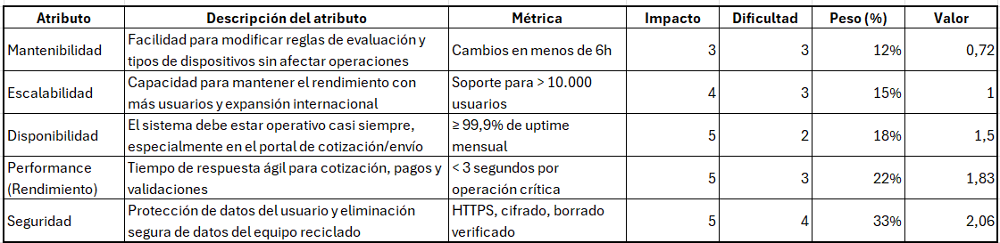 Atributo Descripción del atributo Métrica Impacto Dificultad Peso (%) Valor
Mantenibilidad Facilidad para modificar reglas de evaluación y tipos de dispositivos sin afectar operaciones Cambios en menos de 6h 3 3 12% 0,72
Escalabilidad Capacidad para mantener el rendimiento con más usuarios y expansión internacional Soporte para > 10.000 usuarios 4 3 15% 1
Disponibilidad El sistema debe estar operativo casi siempre, especialmente en el portal de cotización/envío ≥ 99,9% de uptime mensual 5 2 18% 1,5
Performance (Rendimiento) Tiempo de respuesta ágil para cotización, pagos y validaciones < 3 segundos por operación crítica 5 3 22% 1,83
Seguridad Protección de datos del usuario y eliminación segura de datos del equipo reciclado HTTPS, cifrado, borrado verificado 5 4 33% 2,06